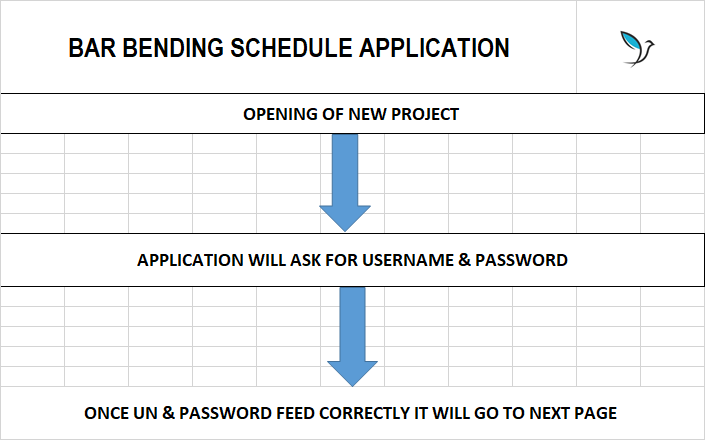 BAR BENDING SCHEDULE APPLICATION
OPENING OF NEW PROJECT
APPLICATION WILL ASK FOR USERNAME & PASSWORD
ONCE UN & PASSWORD FEED CORRECTLY IT WILL GO TO NEXT PAGE